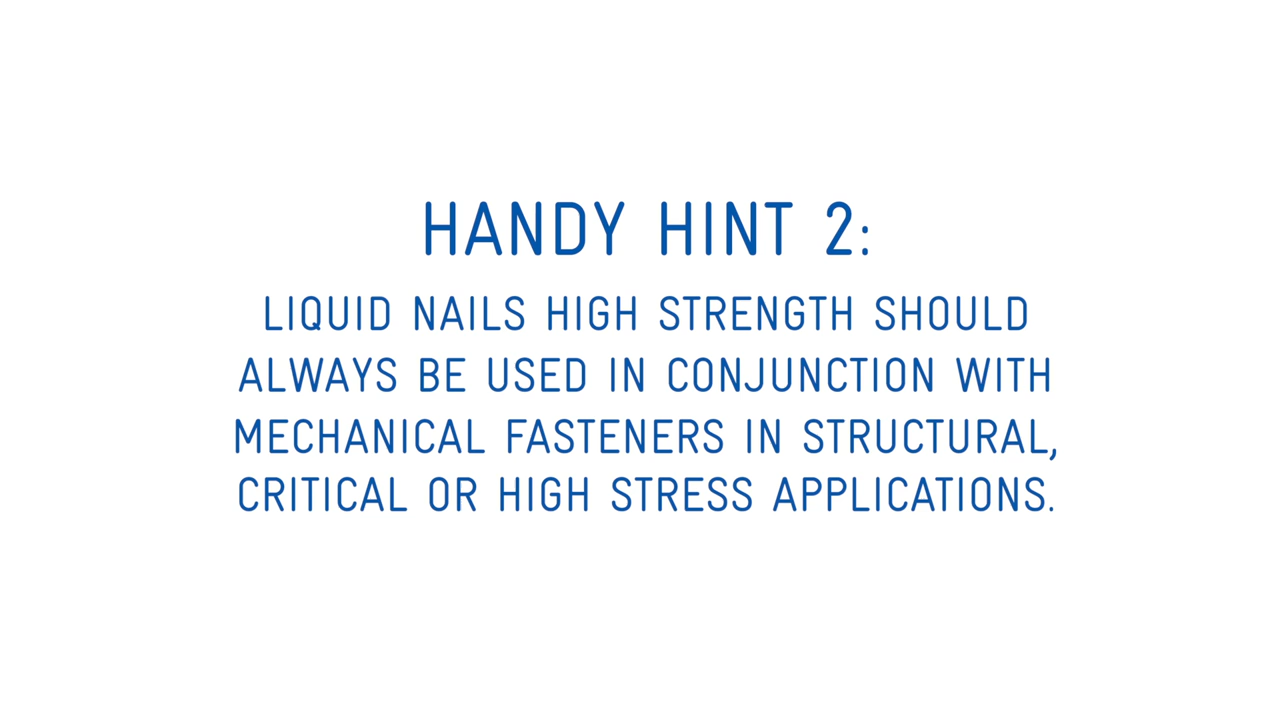 HANDY HINT 2:
LIQUID NAILS HIGH STRENGTH SHOULD
ALWAYS BE USED IN CONJUNCTION WITH
MECHANICAL FASTENERS IN STRUCTURAL,
CRITICAL OR HIGH STRESS APPLICATIONS.